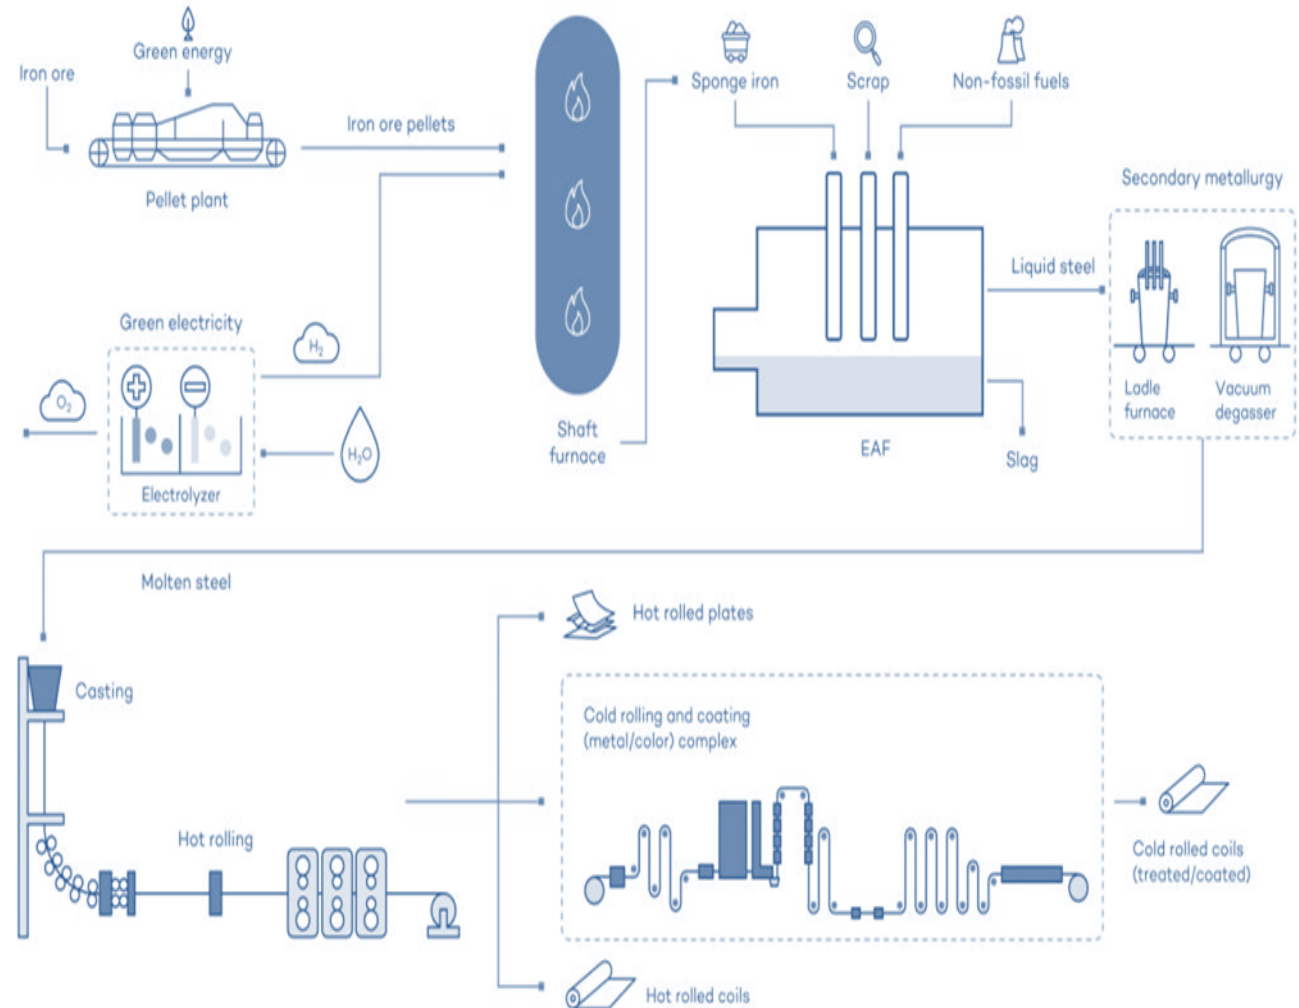 Green energy
Iron ore
Pellet plant
Iron ore pellets
Green electricity
H₂
O₂
H₂O
Electrolyzer
Shaft
furnace
Sponge iron
Scrap
Non-fossil fuels
EAF
Liquid steel
Slag
Secondary metallurgy
Ladle
furnace
Vacuum
degasser
Molten steel
Casting
Hot rolling
Hot rolled plates
Cold rolling and coating
(metal/color) complex
Cold rolled coils
(treated/coated)
Hot rolled coils